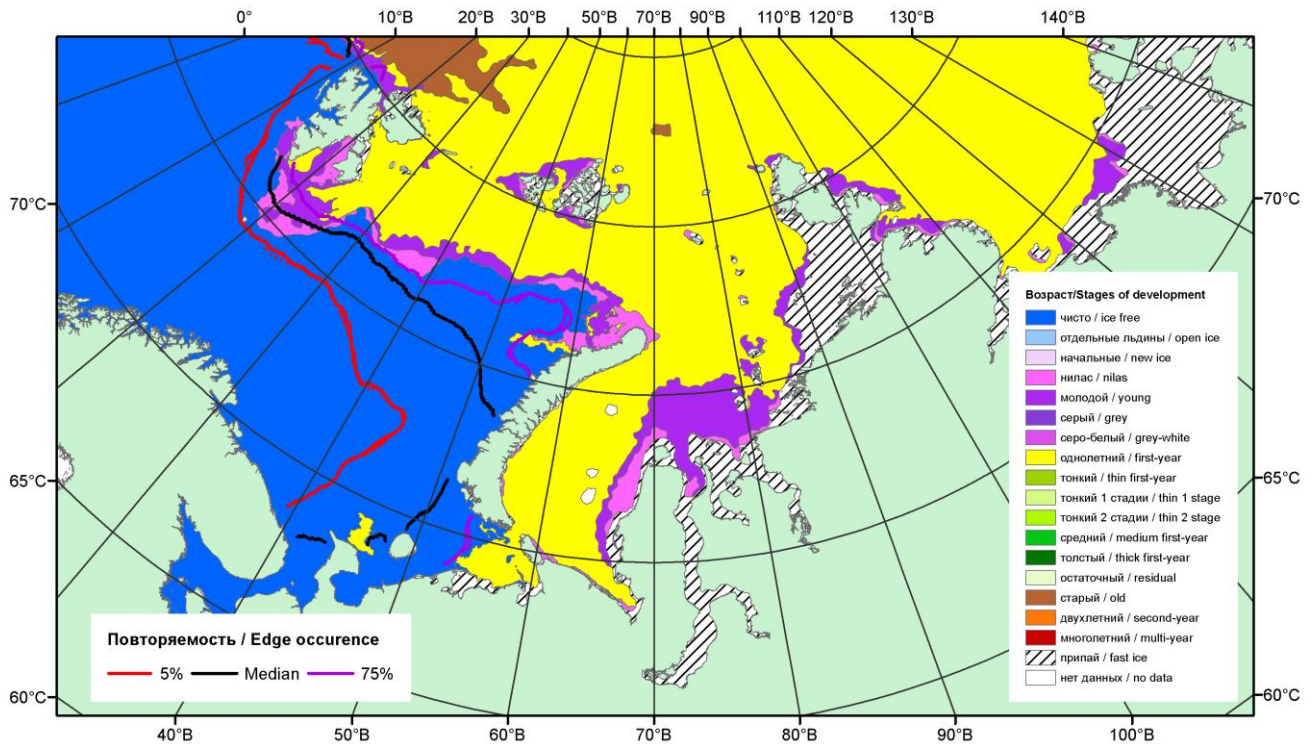 0° 10°В 20°В 30°В 50°В 70°В 90°В 110°В 120°В 130°В 140°В
70°С 70°С
Возраст/Stages of development
чисто / ice free
отдельные льдины / open ice
начальные / new ice
нилас / nilas
молодой / young
серый / grey
серо-белый / grey-white
однолетний / first-year
тонкий / thin first-year
тонкий 1 стадии / thin 1 stage
тонкий 2 стадии / thin 2 stage
средний / medium first-year
толстый / thick first-year
остаточный / residual
старый / old
двухлетний / second-year
многолетний / multi-year
припай / fast ice
нет данных / no data
65°С 65°С
Повторяемость / Edge occurence
5% Median 75%
60°С 60°С
40°В 50°В 60°В 70°В 80°В 90°В 100°В